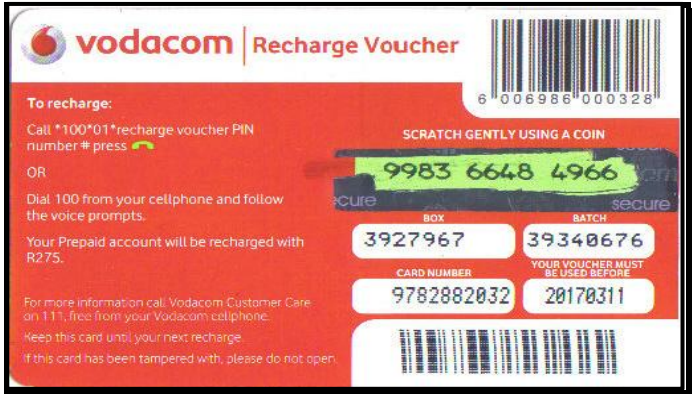 vodacom | Recharge Voucher
6 006986 000328
To recharge:
Call *100*01*recharge voucher PIN
number # press
OR
Dial 100 from your cellphone and follow
the voice prompts.
Your Prepaid account will be recharged with
R275.
For more information call Vodacom Customer Care
on 111, free from your Vodacom cellphone.
Keep this card until your next recharge.
If this card has been tampered with, please do not open.
SCRATCH GENTLY USING A COIN
9983 6648 4966
secure
BOX
3927967
BATCH
39340676
CARD NUMBER
9782882032
YOUR VOUCHER MUST
BE USED BEFORE
20170311